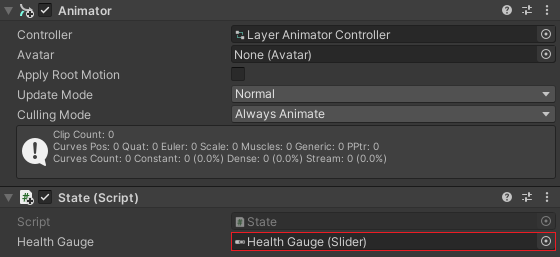 Animator
Controller Layer Animator Controller
Avatar None (Avatar)
Apply Root Motion
Update Mode Normal
Culling Mode Always Animate
Clip Count: 0
Curves Pos: 0 Quat: 0 Euler: 0 Scale: 0 Muscles: 0 Generic: 0 PPtr: 0
Curves Count: 0 Constant: 0 (0.0%) Dense: 0 (0.0%) Stream: 0 (0.0%)
State (Script)
Script State
Health Gauge Health Gauge (Slider)